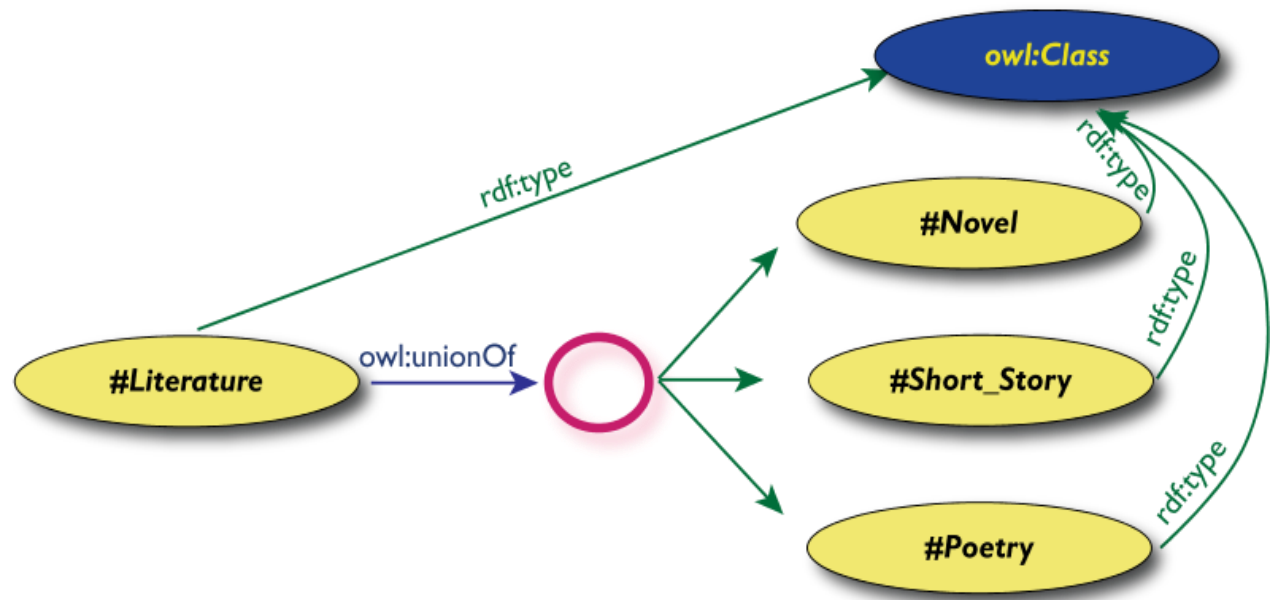 owl:Class
rdf:type
rdf:type
#Novel
rdf:type
owl:unionOf
#Literature
#Short_Story
rdf:type
#Poetry